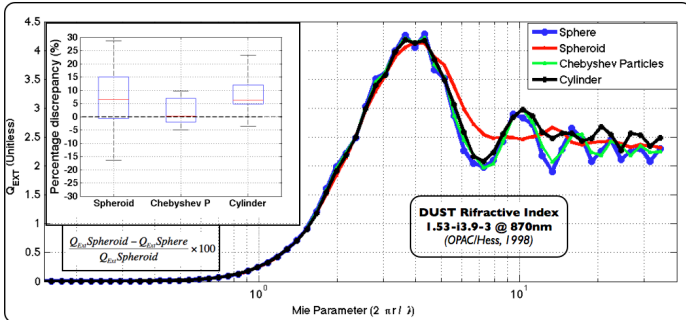 4.5
4
3.5
3
2.5
2
1.5
1
0.5
0
Q_EXT (Unitless)
Percentage discrepancy (%)
30
25
20
15
10
5
0
-5
-10
-15
-20
-25
-30
Spheroid Chebyshev P Cylinder
Q_Ext Spheroid − Q_Ext Sphere
Q_Ext Spheroid
×100
Sphere
Spheroid
Chebyshev Particles
Cylinder
DUST Rifractive Index
1.53-i3.9-3 @ 870nm
(OPAC/Hess, 1998)
10^0 10^1
Mie Parameter (2 π r / λ)